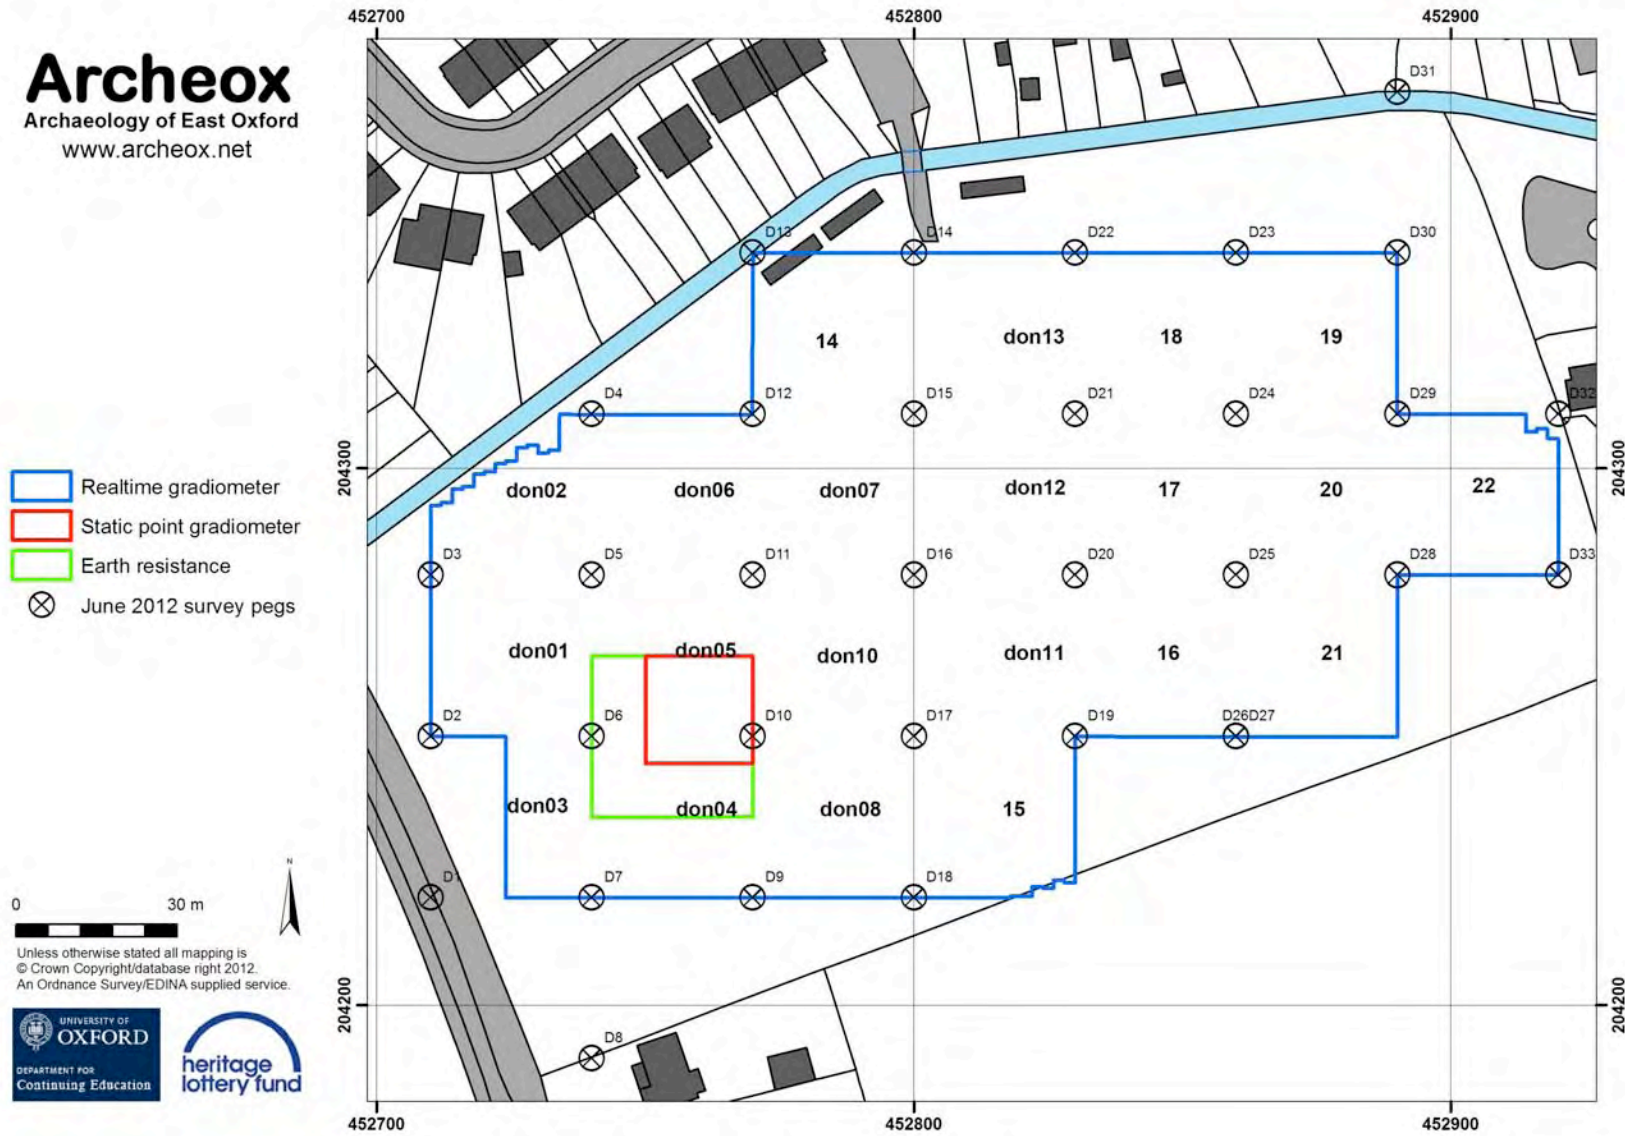 452700
452800
452900
Archeox
Archaeology of East Oxford
www.archeox.net
D31
D13
D14
D22
D23
D30
14
don13
18
19
D4
D12
D15
D21
D24
D29
D32
204300
204300
Realtime gradiometer
Static point gradiometer
Earth resistance
June 2012 survey pegs
don02
don06
don07
don12
17
20
22
D3
D5
D11
D16
D20
D25
D28
D33
don01
don05
don10
don11
16
21
D2
D6
D10
D17
D19
D26D27
don03
don04
don08
15
D1
D7
D9
D18
N
0
30 m
Unless otherwise stated all mapping is
© Crown Copyright/database right 2012.
An Ordnance Survey/EDINA supplied service.
204200
204200
D8
UNIVERSITY OF
OXFORD
DEPARTMENT FOR
Continuing Education
heritage
lottery fund
452700
452800
452900